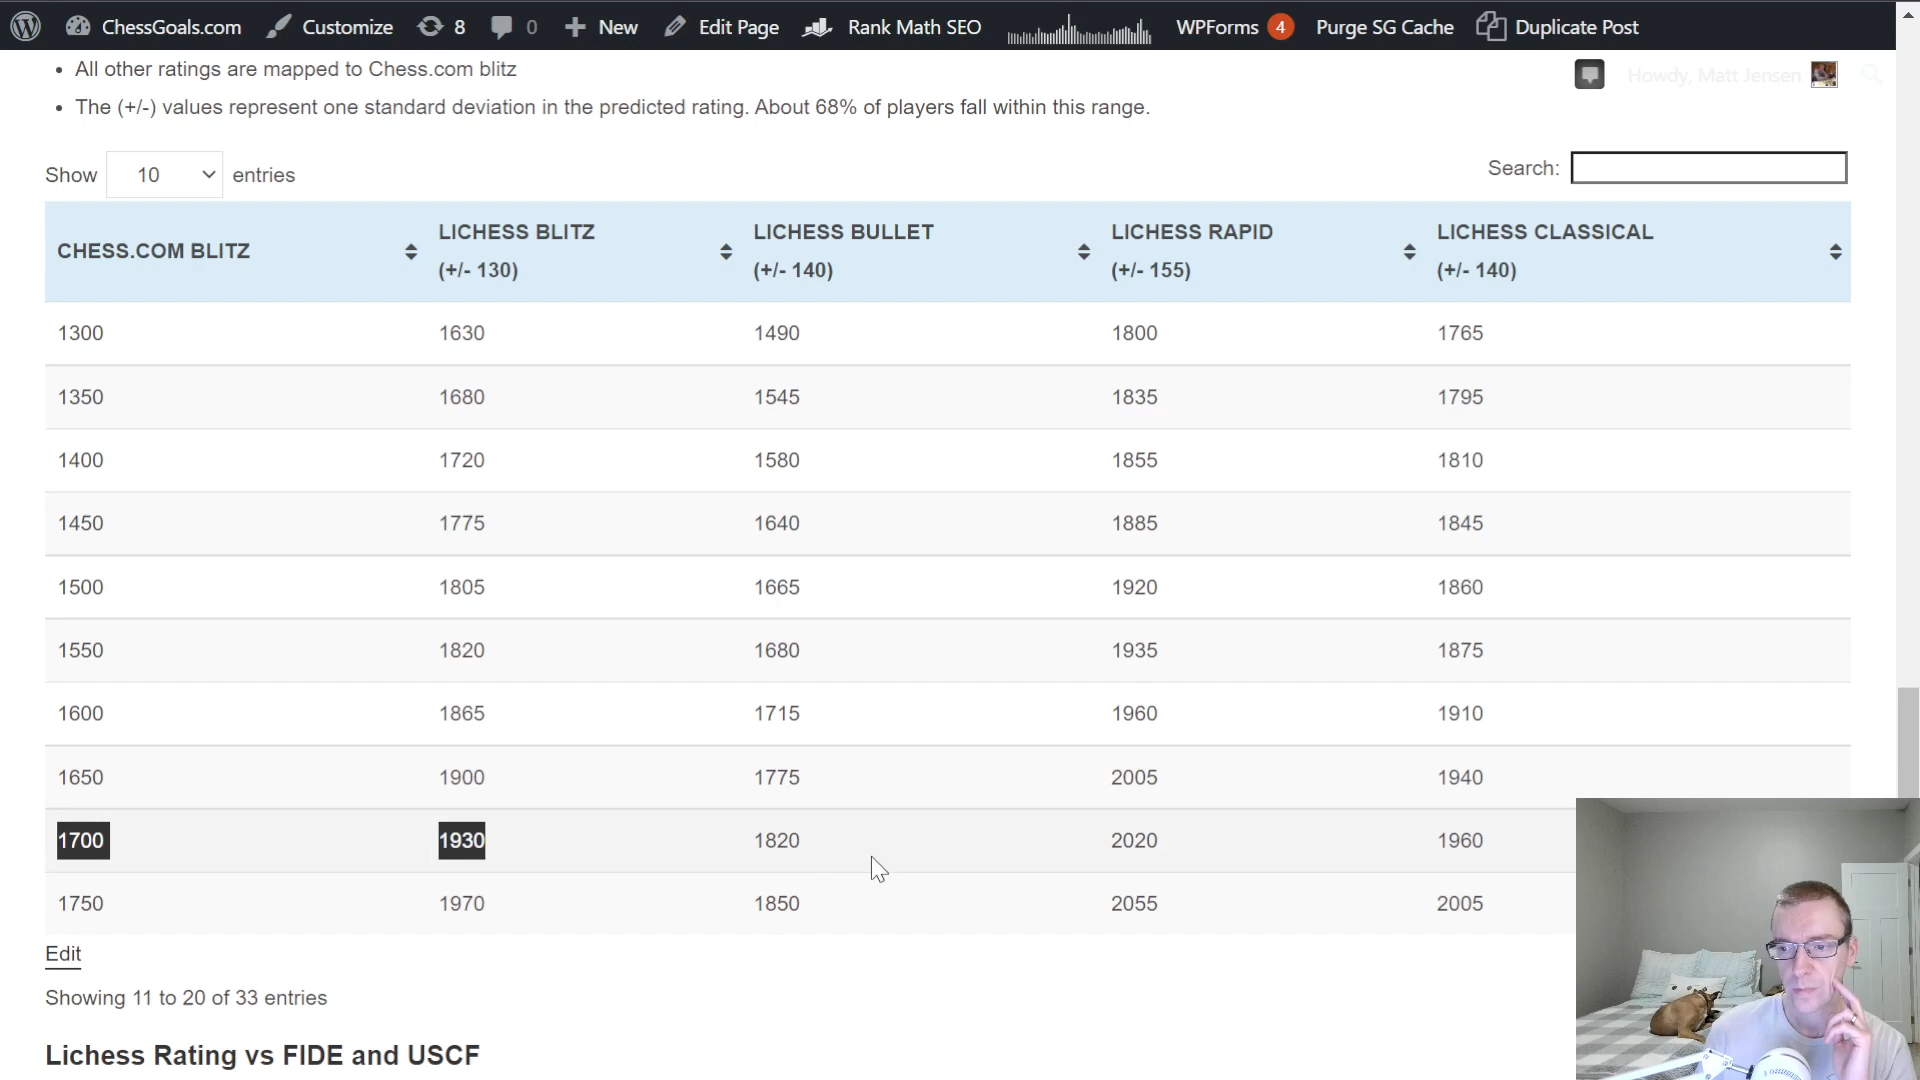 ChessGoals.com Customize 8 0 New Edit Page Rank Math SEO WPForms 4 Purge SG Cache Duplicate Post
Howdy, Matt Jensen
• All other ratings are mapped to Chess.com blitz
• The (+/-) values represent one standard deviation in the predicted rating. About 68% of players fall within this range.
Show 10 entries
Search:
CHESS.COM BLITZ LICHESS BLITZ (+/- 130) LICHESS BULLET (+/- 140) LICHESS RAPID (+/- 155) LICHESS CLASSICAL (+/- 140)
1300 1630 1490 1800 1765
1350 1680 1545 1835 1795
1400 1720 1580 1855 1810
1450 1775 1640 1885 1845
1500 1805 1665 1920 1860
1550 1820 1680 1935 1875
1600 1865 1715 1960 1910
1650 1900 1775 2005 1940
1700 1930 1820 2020 1960
1750 1970 1850 2055 2005
Edit
Showing 11 to 20 of 33 entries
Lichess Rating vs FIDE and USCF